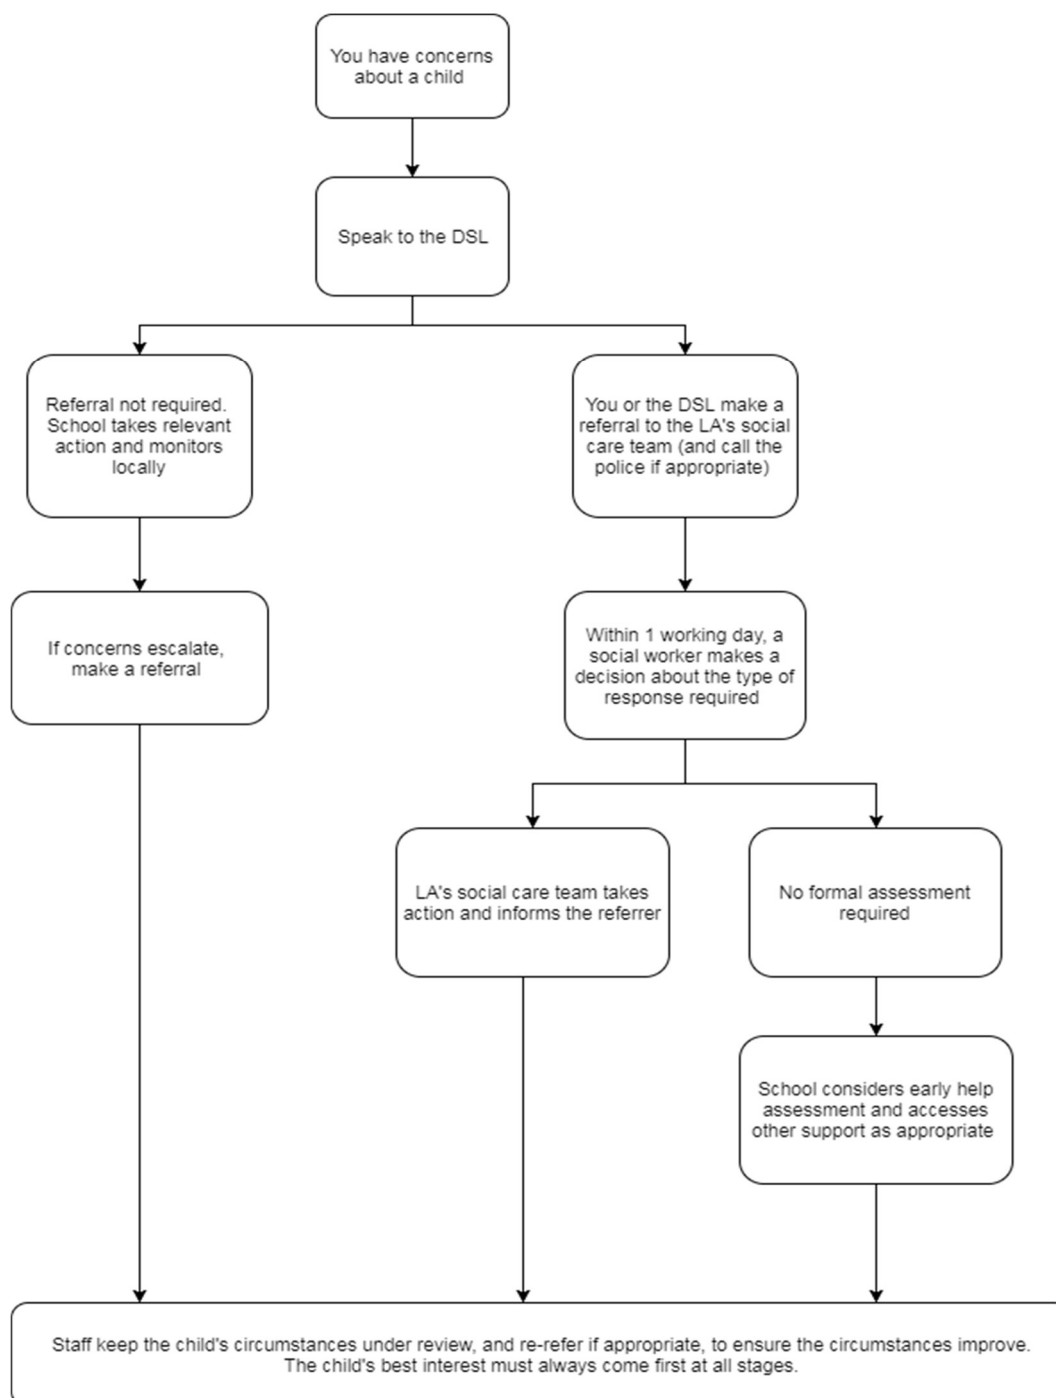 You have concerns
about a child
Speak to the DSL
Referral not required.
School takes relevant
action and monitors
locally
You or the DSL make a
referral to the LA's social
care team (and call the
police if appropriate)
If concerns escalate,
make a referral
Within 1 working day, a
social worker makes a
decision about the type of
response required
LA's social care team takes
action and informs the referrer
No formal assessment
required
School considers early help
assessment and accesses
other support as appropriate
Staff keep the child's circumstances under review, and re-refer if appropriate, to ensure the circumstances improve.
The child's best interest must always come first at all stages.